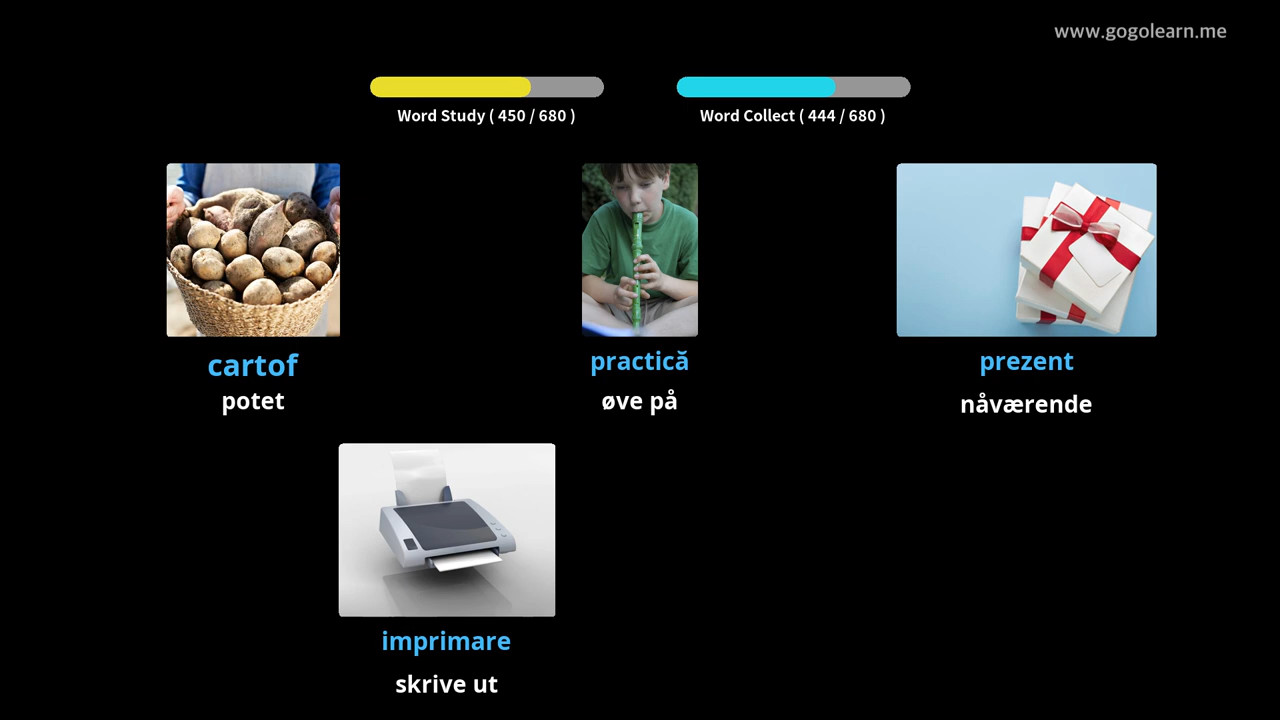 www.gogolearn.me
Word Study ( 450 / 680 )
Word Collect ( 444 / 680 )
cartof
potet
practică
øve på
prezent
nåværende
imprimare
skrive ut